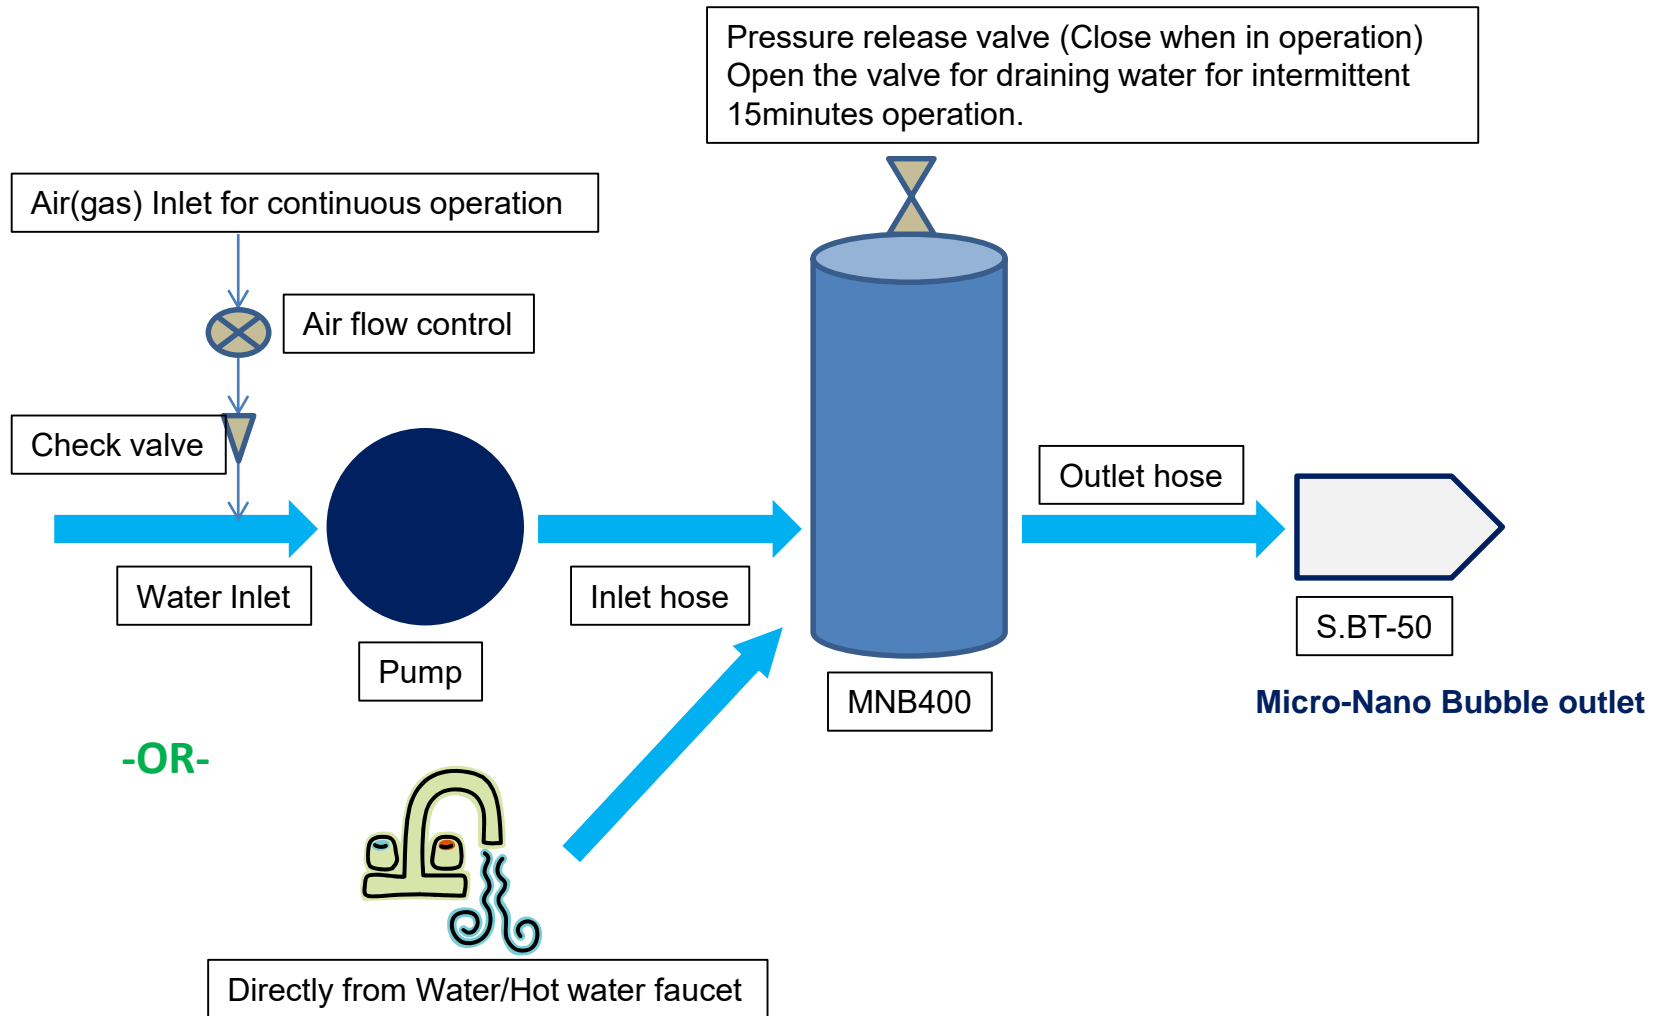 Pressure release valve (Close when in operation)
Open the valve for draining water for intermittent
15minutes operation.
Air(gas) Inlet for continuous operation
Air flow control
Check valve
Outlet hose
Water Inlet
Inlet hose
S.BT-50
Pump
MNB400
Micro-Nano Bubble outlet
-OR-
Directly from Water/Hot water faucet